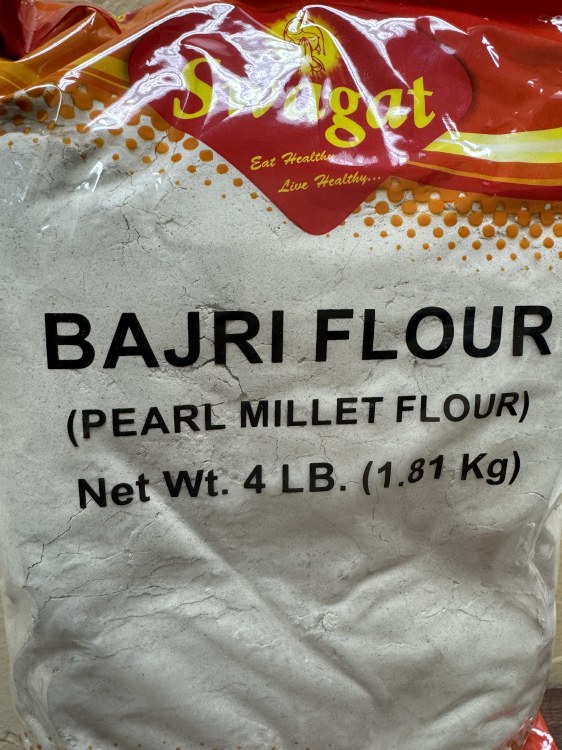 Swagat
Eat Healthy
Live Healthy...
BAJRI FLOUR
(PEARL MILLET FLOUR)
Net Wt. 4 LB. (1.81 Kg)